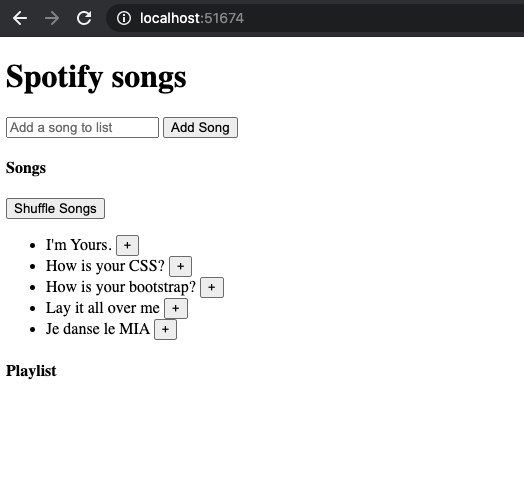 localhost:51674
Spotify songs
Add a song to list Add Song
Songs
Shuffle Songs
I'm Yours. +
How is your CSS? +
How is your bootstrap? +
Lay it all over me +
Je danse le MIA +
Playlist